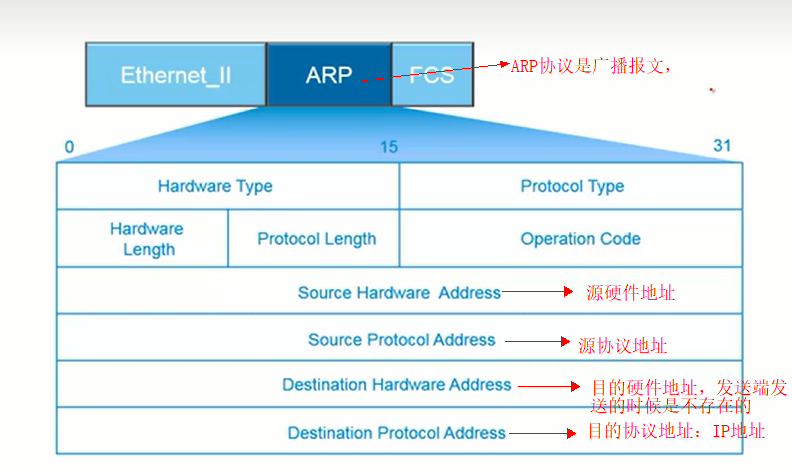 Ethernet_II ARP FCS
ARP协议是广播报文，
0 15 31
Hardware Type Protocol Type
Hardware
Length
Protocol Length
Operation Code
Source Hardware Address
源硬件地址
Source Protocol Address
源协议地址
Destination Hardware Address
目的硬件地址，发送端发
送的时候是不存在的
Destination Protocol Address
目的协议地址：IP地址